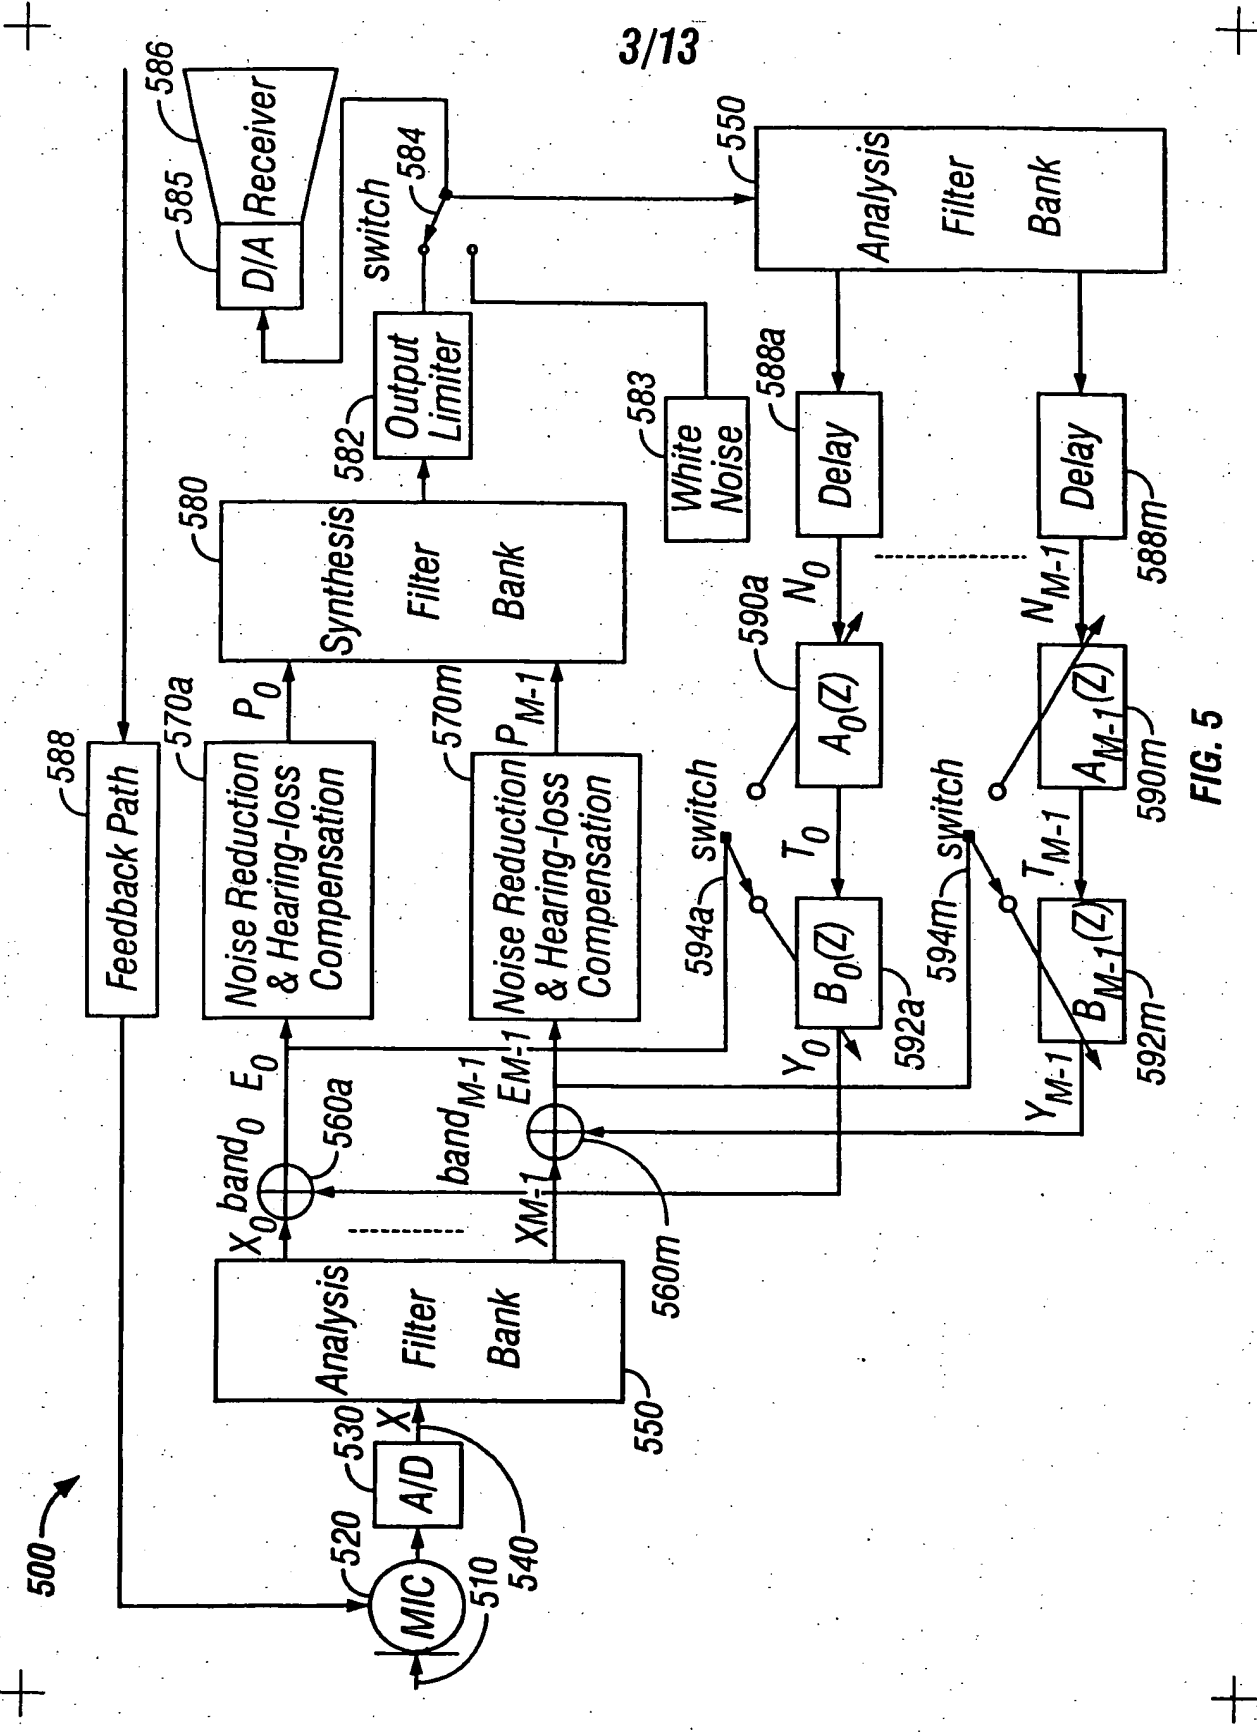 3/13
500
588
Feedback Path
586
Receiver
585
D/A
570a
Noise Reduction
& Hearing-loss
Compensation
P0
580
Synthesis
Filter
Bank
582
Output
Limiter
switch
584
X0
band0
E0
560a
Analysis
Filter
Bank
550
520
MIC
510
530
A/D
X
540
XM-1
bandM-1
EM-1
560m
570m
Noise Reduction
& Hearing-loss
Compensation
PM-1
583
White
Noise
550
Analysis
Filter
Bank
switch
594a
590a
A0(Z)
N0
588a
Delay
T0
B0(Z)
592a
Y0
switch
594m
NM-1
Delay
588m
AM-1(Z)
590m
TM-1
BM-1(Z)
592m
YM-1
FIG. 5